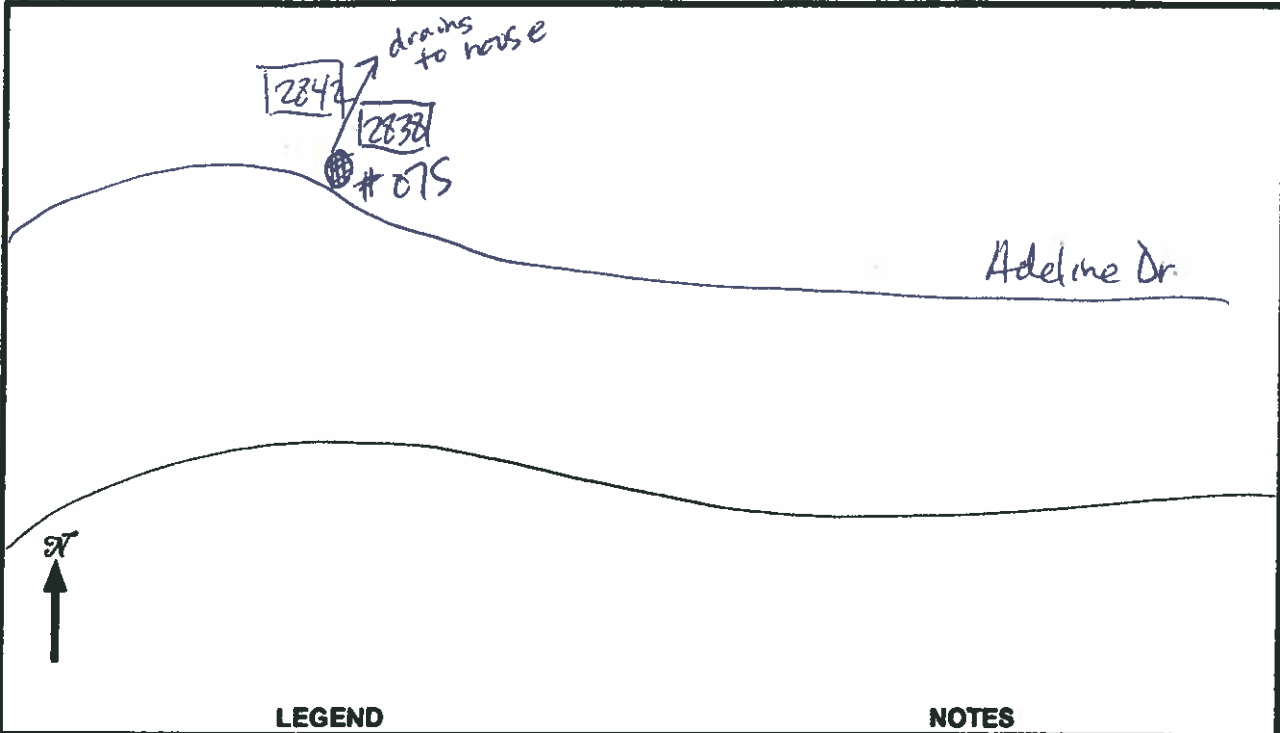 drains
to house
2842
2838
#075
Adeline Dr.
N
LEGEND
NOTES